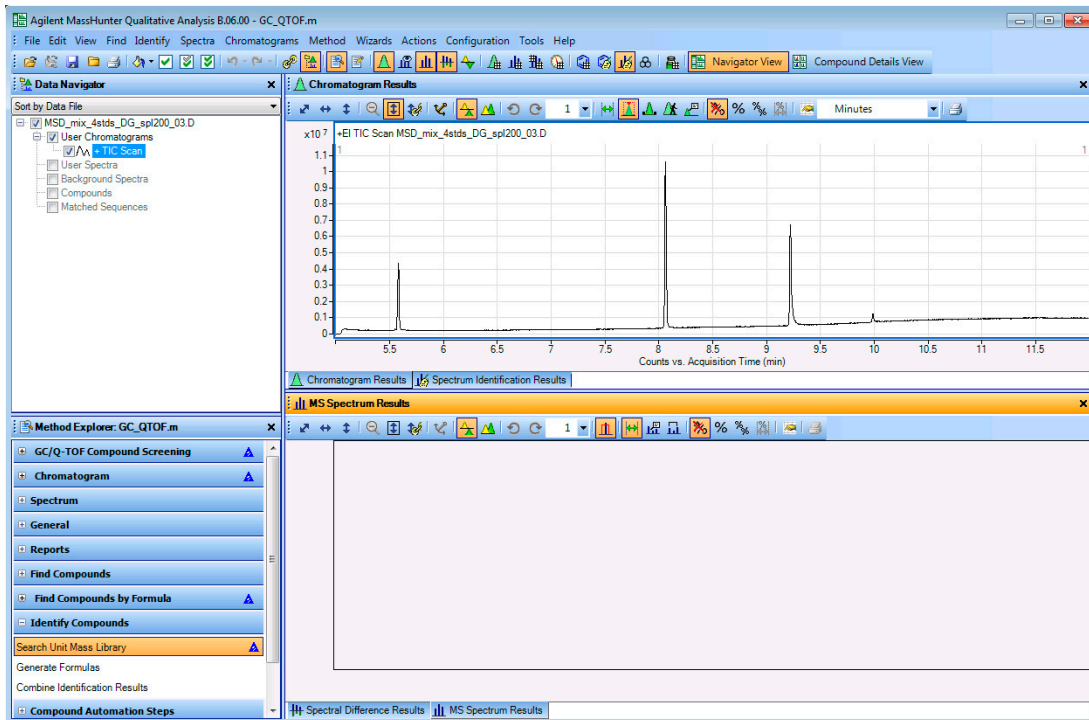 Agilent MassHunter Qualitative Analysis B.06.00 - GC_QTOF.m
File Edit View Find Identify Spectra Chromatograms Method Wizards Actions Configuration Tools Help
Navigator View Compound Details View
Data Navigator
Sort by Data File
MSD_mix_4stds_DG_spl200_03.D
User Chromatograms
+ TIC Scan
User Spectra
Background Spectra
Compounds
Matched Sequences
Chromatogram Results
1 % % Minutes
x10 7 +EI TIC Scan MSD_mix_4stds_DG_spl200_03.D
1 1
1.1
1
0.9
0.8
0.7
0.6
0.5
0.4
0.3
0.2
0.1
0
5.5 6 6.5 7 7.5 8 8.5 9 9.5 10 10.5 11 11.5
Counts vs. Acquisition Time (min)
Chromatogram Results Spectrum Identification Results
MS Spectrum Results
1 % %
Spectral Difference Results MS Spectrum Results
Method Explorer: GC_QTOF.m
GC/Q-TOF Compound Screening
Chromatogram
Spectrum
General
Reports
Find Compounds
Find Compounds by Formula
Identify Compounds
Search Unit Mass Library
Generate Formulas
Combine Identification Results
Compound Automation Steps